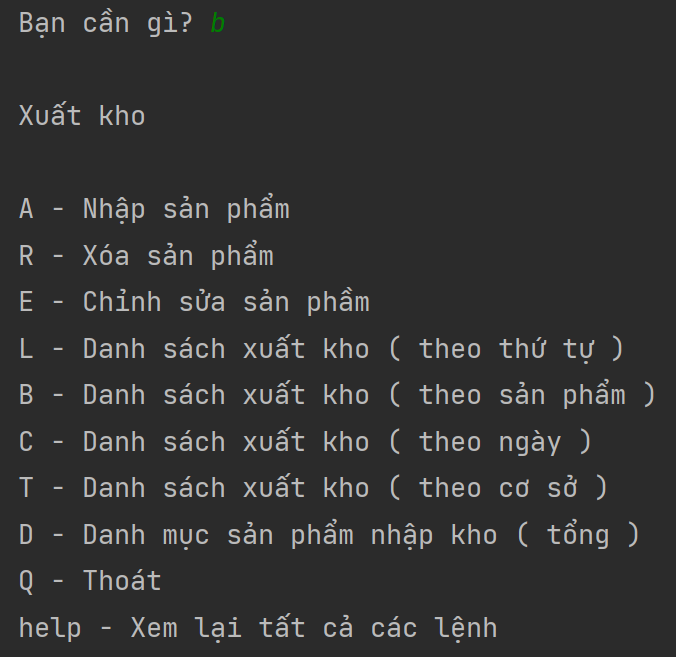 Bạn cần gì? b
Xuất kho
A - Nhập sản phẩm
R - Xóa sản phẩm
E - Chỉnh sửa sản phầm
L - Danh sách xuất kho ( theo thứ tự )
B - Danh sách xuất kho ( theo sản phẩm )
C - Danh sách xuất kho ( theo ngày )
T - Danh sách xuất kho ( theo cơ sở )
D - Danh mục sản phẩm nhập kho ( tổng )
Q - Thoát
help - Xem lại tất cả các lệnh